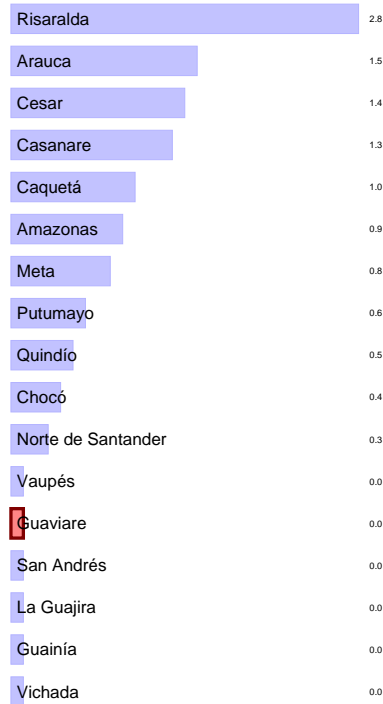 Risaralda 2.8
Arauca 1.5
Cesar 1.4
Casanare 1.3
Caquetá 1.0
Amazonas 0.9
Meta 0.8
Putumayo 0.6
Quindío 0.5
Chocó 0.4
Norte de Santander 0.3
Vaupés 0.0
Guaviare 0.0
San Andrés 0.0
La Guajira 0.0
Guainía 0.0
Vichada 0.0